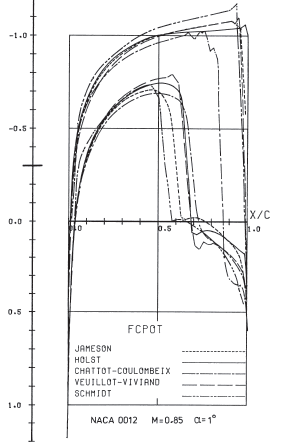 -1.0
-0.5
0.0
0.0 0.5 1.0
X/C
0.5
FCPOT
JAMESON
HOLST
CHATTOT-COULOMBEIX
VEUILLOT-VIVIAND
SCHMIDT
1.0
NACA 0012 M=0.85 α=1°